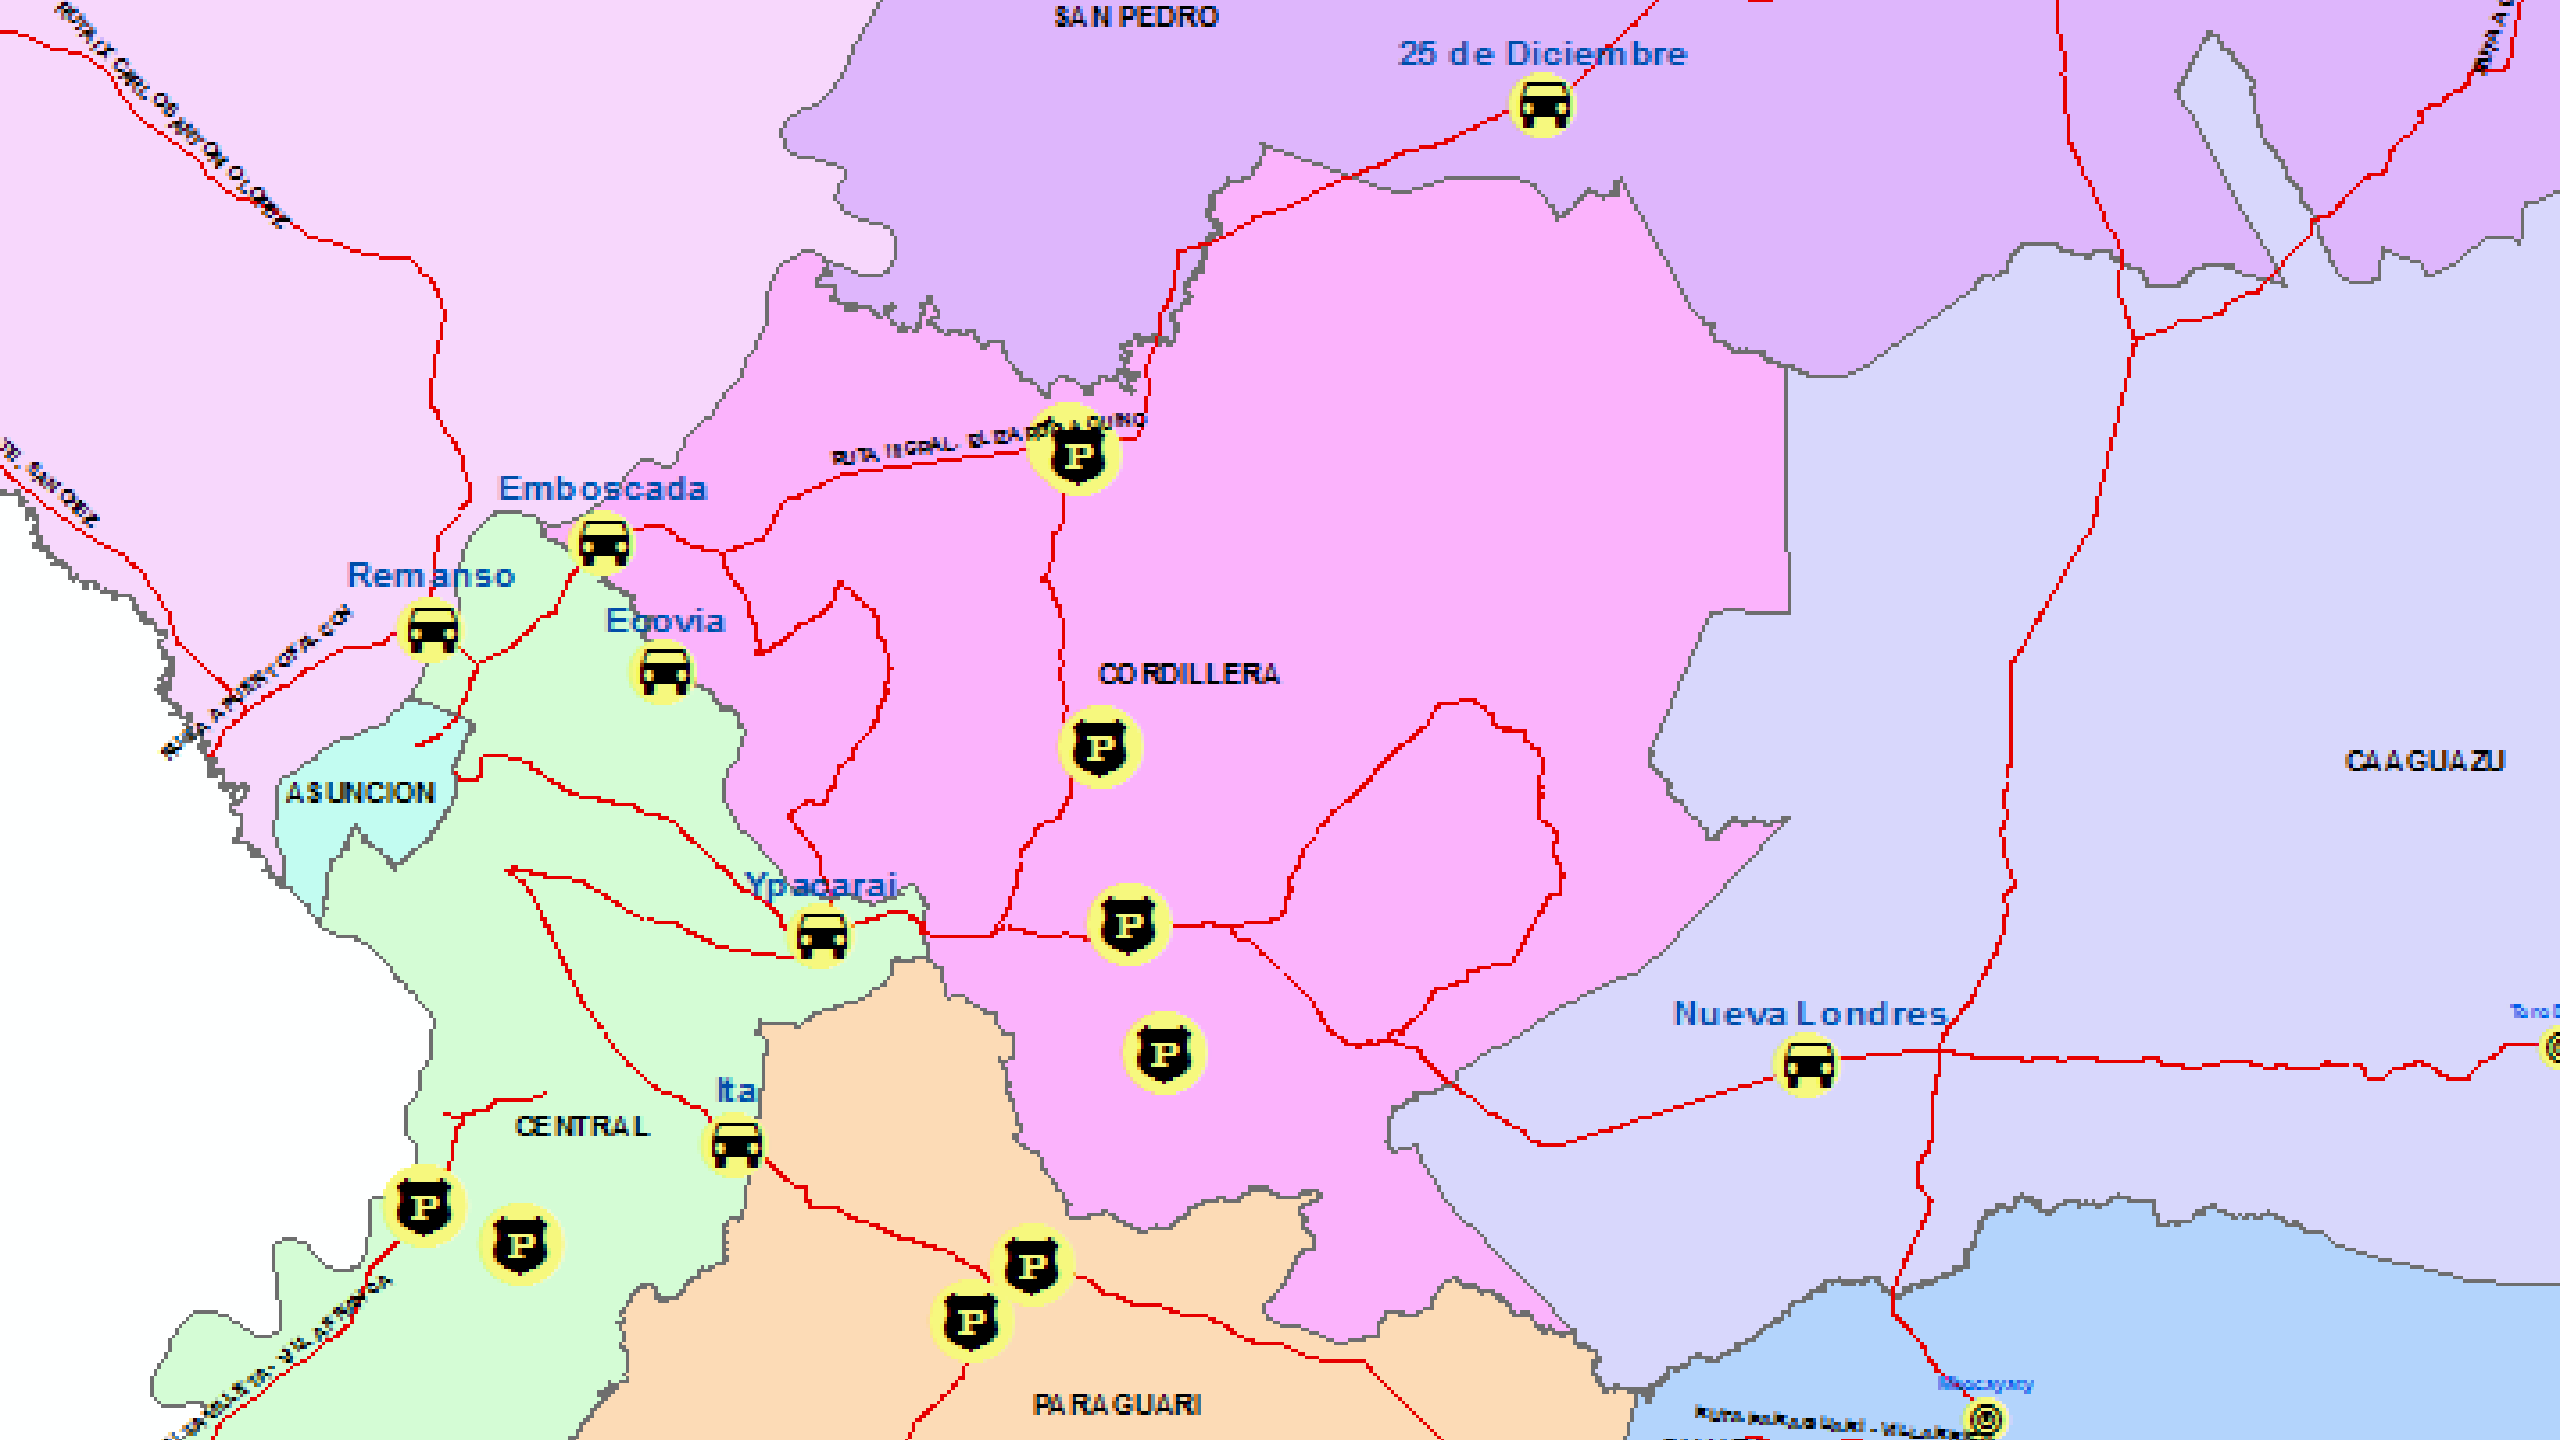 SAN PEDRO
25 de Diciembre
Emboscada
Remanso
Ecovia
CORDILLERA
CAAGUAZU
ASUNCION
Ypacarai
Nueva Londres
Ita
CENTRAL
PARAGUARI
P
P
P
P
P
P
P
P